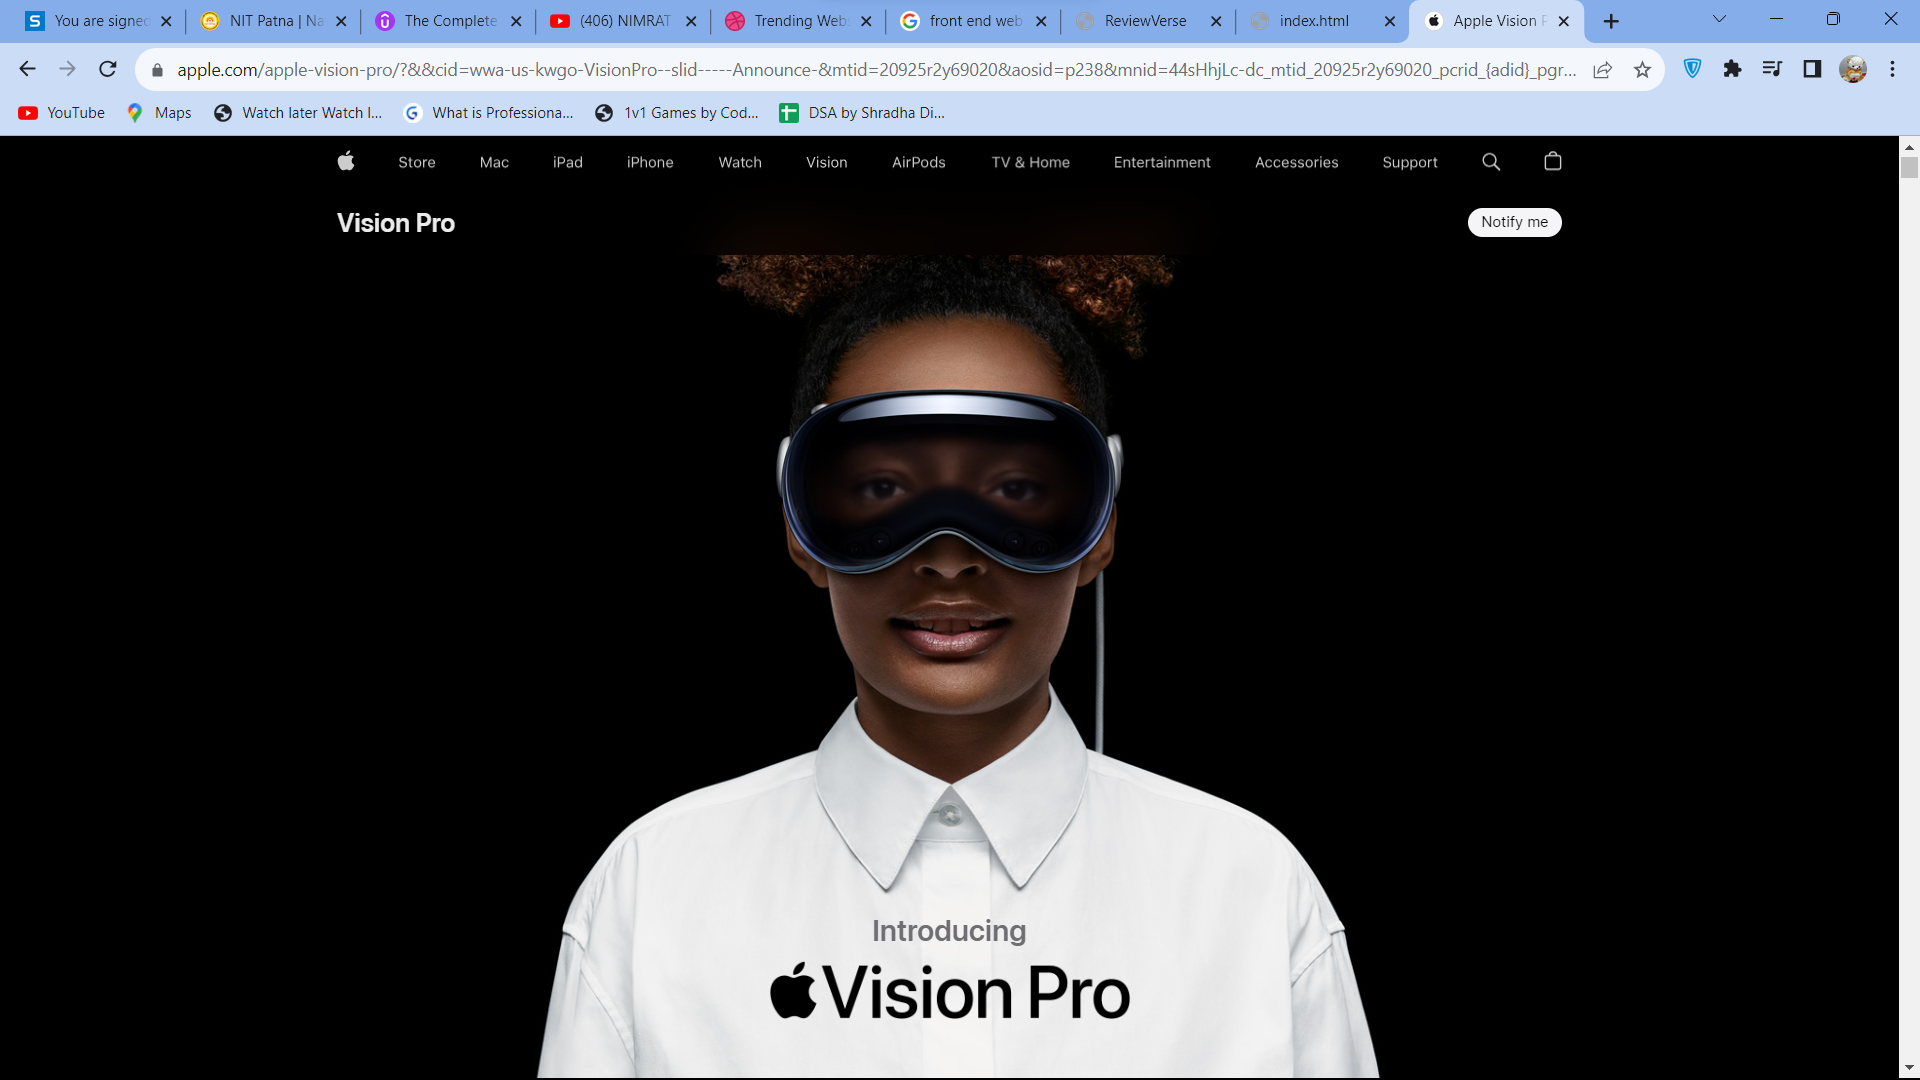 You are signed
NIT Patna | Na
The Complete
(406) NIMRAT
Trending Webs
front end web
ReviewVerse
index.html
Apple Vision P
apple.com/apple-vision-pro/?&&cid=wwa-us-kwgo-VisionPro--slid-----Announce-&mtid=20925r2y69020&aosid=p238&mnid=44sHhjLc-dc_mtid_20925r2y69020_pcrid_{adid}_pgr...
YouTube
Maps
Watch later Watch l...
What is Professiona...
1v1 Games by Cod...
DSA by Shradha Di...
Store Mac iPad iPhone Watch Vision AirPods TV & Home Entertainment Accessories Support
Vision Pro
Notify me
Introducing
Vision Pro